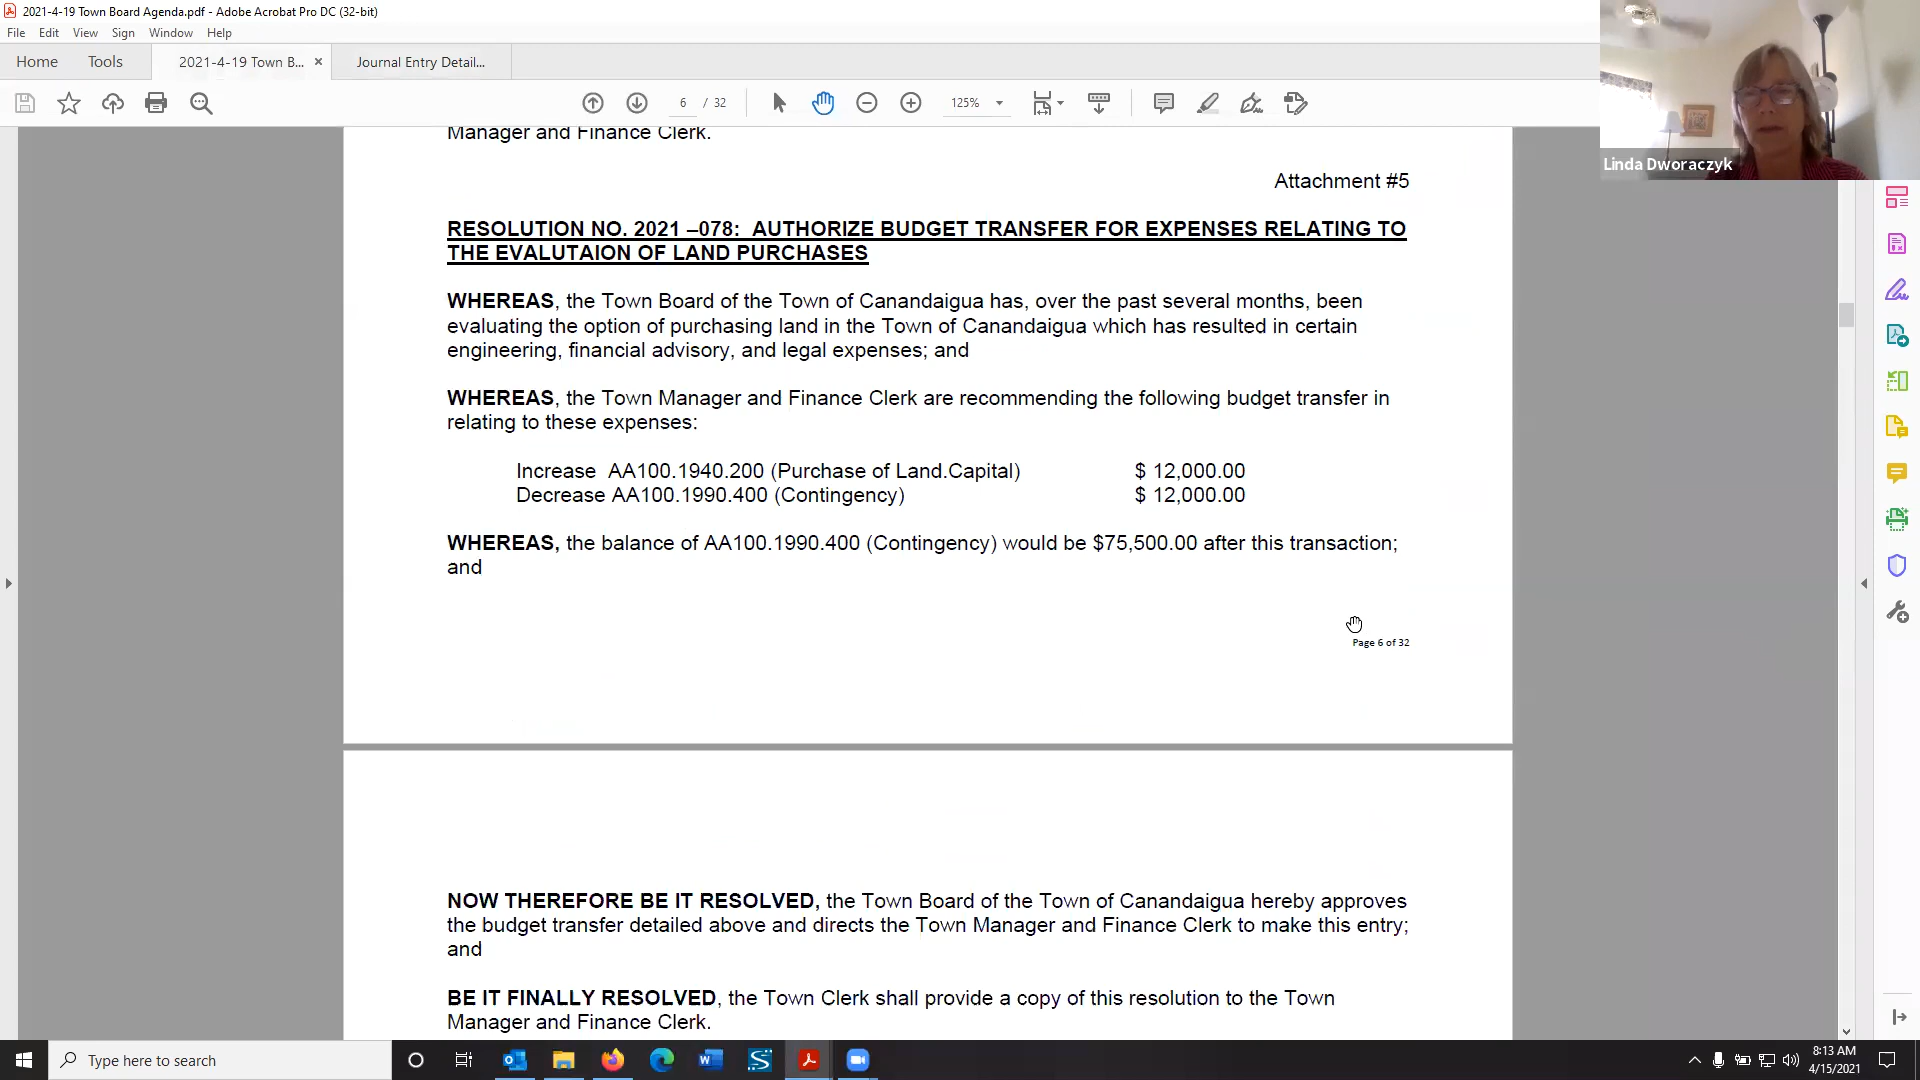 2021-4-19 Town Board Agenda.pdf - Adobe Acrobat Pro DC (32-bit)
File Edit View Sign Window Help
Home Tools 2021-4-19 Town B... × Journal Entry Detail...
6 / 32 125%
Linda Dworaczyk
Manager and Finance Clerk.
Attachment #5
RESOLUTION NO. 2021 –078: AUTHORIZE BUDGET TRANSFER FOR EXPENSES RELATING TO
THE EVALUTAION OF LAND PURCHASES
WHEREAS, the Town Board of the Town of Canandaigua has, over the past several months, been
evaluating the option of purchasing land in the Town of Canandaigua which has resulted in certain
engineering, financial advisory, and legal expenses; and
WHEREAS, the Town Manager and Finance Clerk are recommending the following budget transfer in
relating to these expenses:
Increase AA100.1940.200 (Purchase of Land.Capital) $ 12,000.00
Decrease AA100.1990.400 (Contingency) $ 12,000.00
WHEREAS, the balance of AA100.1990.400 (Contingency) would be $75,500.00 after this transaction;
and
Page 6 of 32
NOW THEREFORE BE IT RESOLVED, the Town Board of the Town of Canandaigua hereby approves
the budget transfer detailed above and directs the Town Manager and Finance Clerk to make this entry;
and
BE IT FINALLY RESOLVED, the Town Clerk shall provide a copy of this resolution to the Town
Manager and Finance Clerk.
Type here to search
8:13 AM
4/15/2021